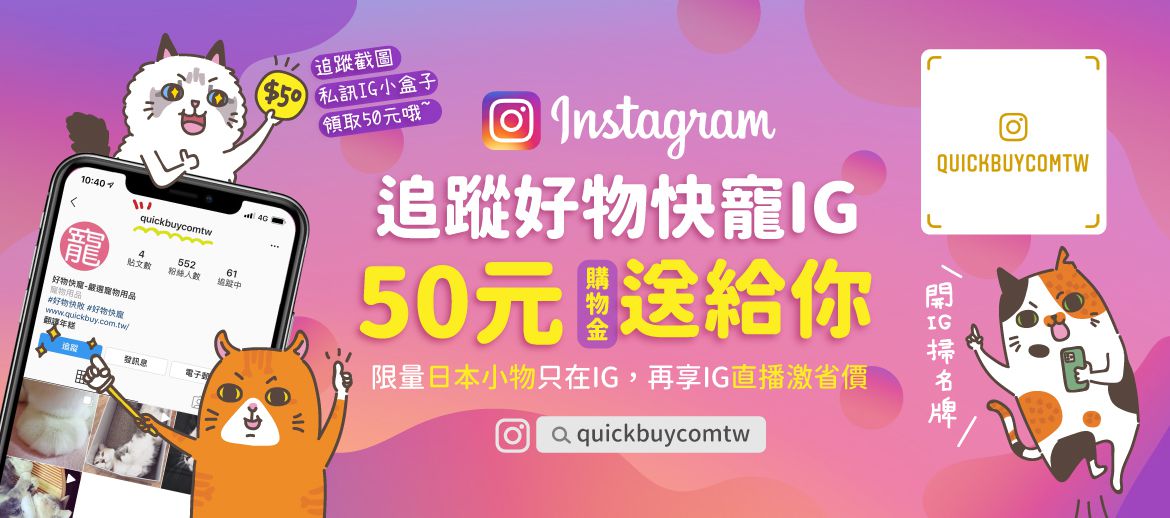 追蹤截圖
私訊IG小盒子
領取50元哦~
$50
Instagram
追蹤好物快寵IG
50元購物金送給你
限量日本小物只在IG，再享IG直播激省價
quickbuycomtw
QUICKBUYCOMTW
開IG掃名牌
10:40
4G
quickbuycomtw
寵
4 552 61
貼文數 粉絲人數 追蹤中
好物快寵-嚴選寵物用品
寵物用品
#好物快敗 #好物快寵
www.quickbuy.com.tw/
翻譯年糕
追蹤
發訊息